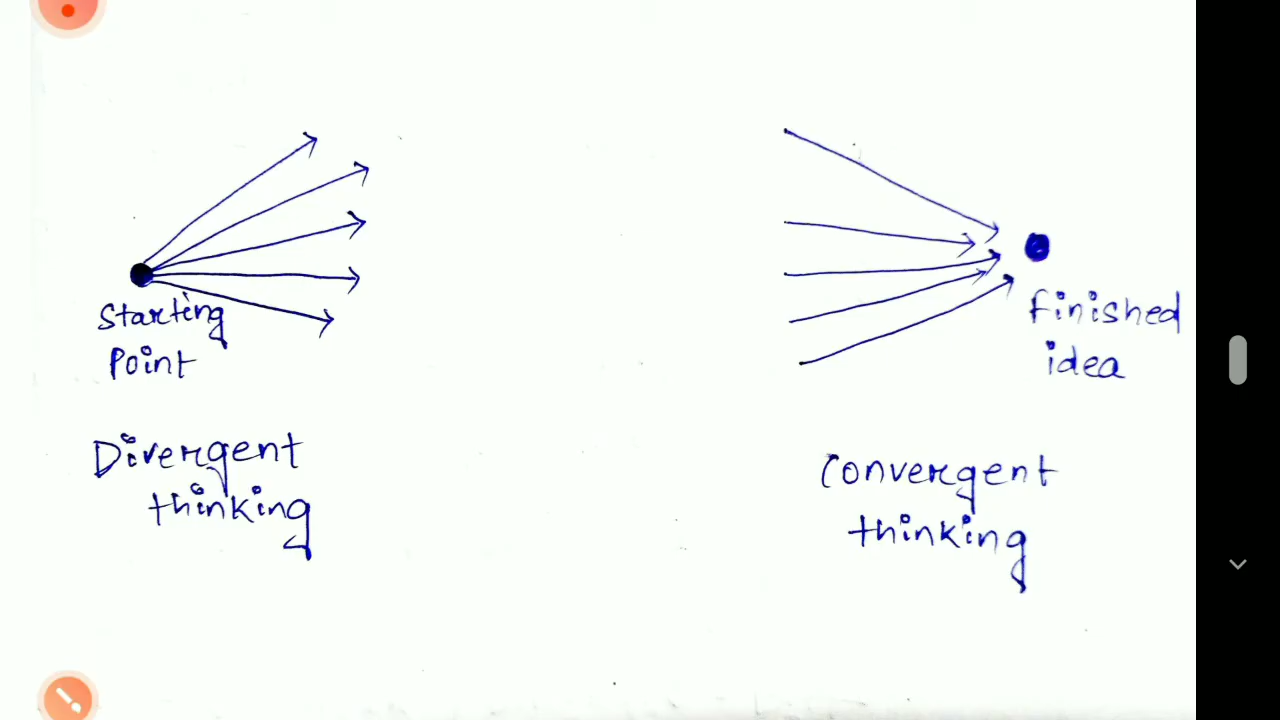 Starting
Point
Divergent
thinking
Finished
idea
Convergent
thinking